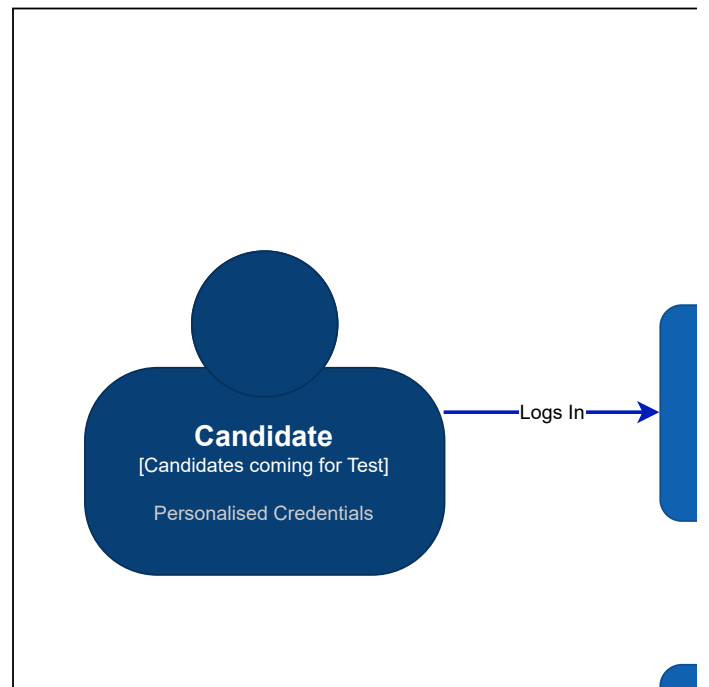 Candidate
[Candidates coming for Test]
Personalised Credentials
Logs In